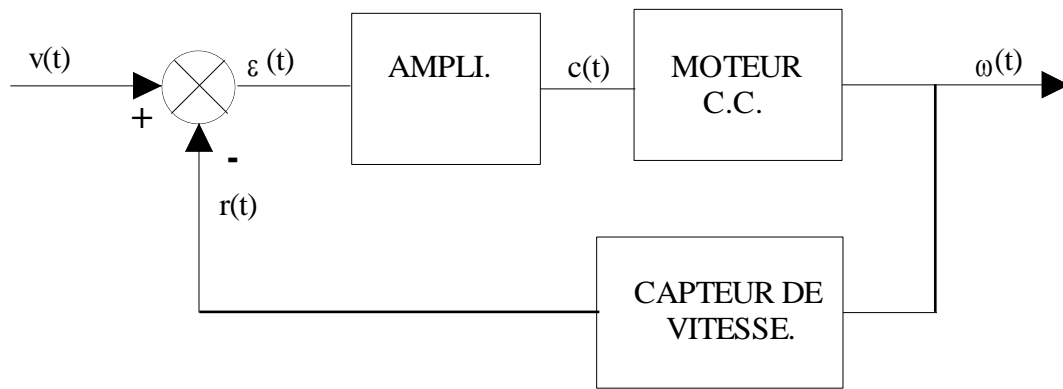 v(t)
+
ε(t)
AMPLI.
c(t)
MOTEUR
C.C.
ω(t)
-
r(t)
CAPTEUR DE
VITESSE.